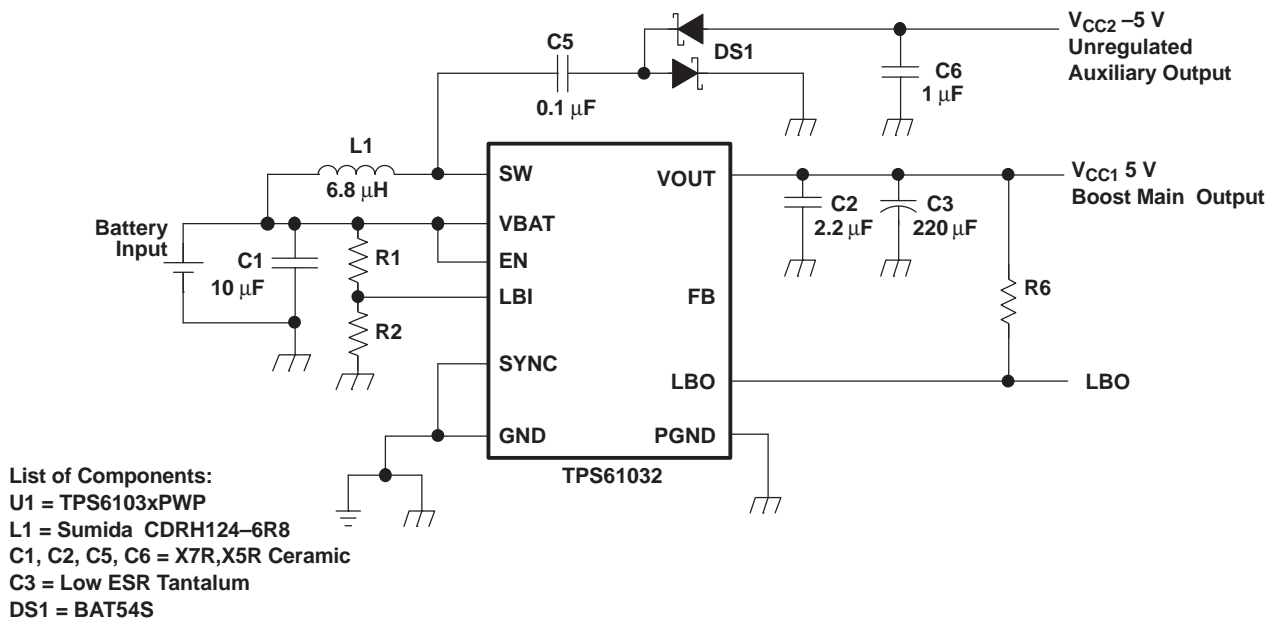 V_CC2 –5 V
Unregulated
Auxiliary Output
C5
0.1 μF
DS1
C6
1 μF
L1
6.8 μH
SW
VOUT
V_CC1 5 V
Boost Main Output
C2
2.2 μF
C3
220 μF
Battery
Input
VBAT
C1
10 μF
R1
EN
LBI
FB
R6
R2
SYNC
LBO
LBO
GND
PGND
TPS61032
List of Components:
U1 = TPS6103xPWP
L1 = Sumida CDRH124–6R8
C1, C2, C5, C6 = X7R,X5R Ceramic
C3 = Low ESR Tantalum
DS1 = BAT54S